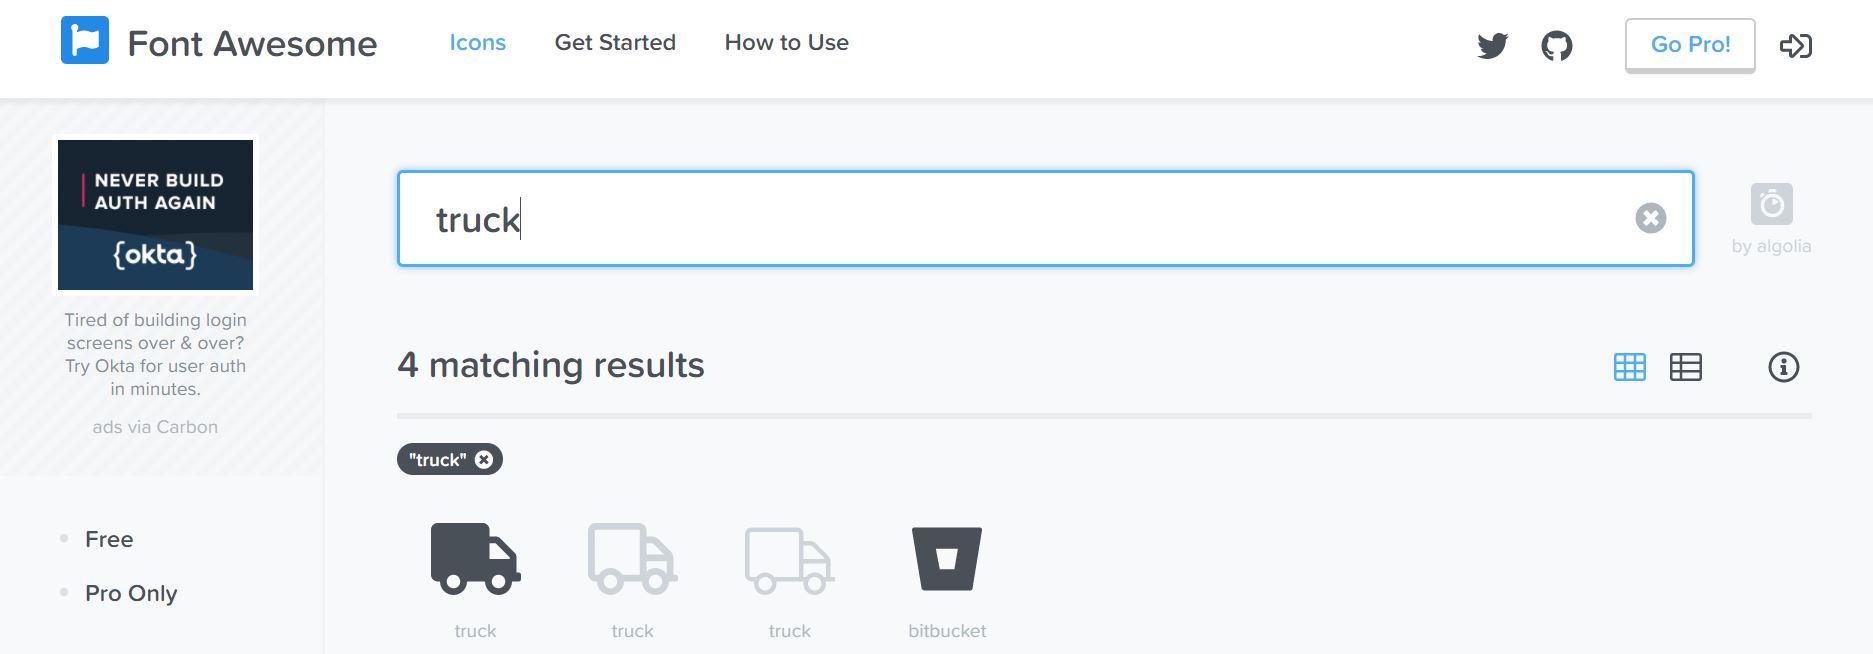 Font Awesome
Icons
Get Started
How to Use
Go Pro!
NEVER BUILD
AUTH AGAIN
{okta}
Tired of building login
screens over & over?
Try Okta for user auth
in minutes.
ads via Carbon
Free
Pro Only
truck
by algolia
4 matching results
"truck"
truck
truck
truck
bitbucket